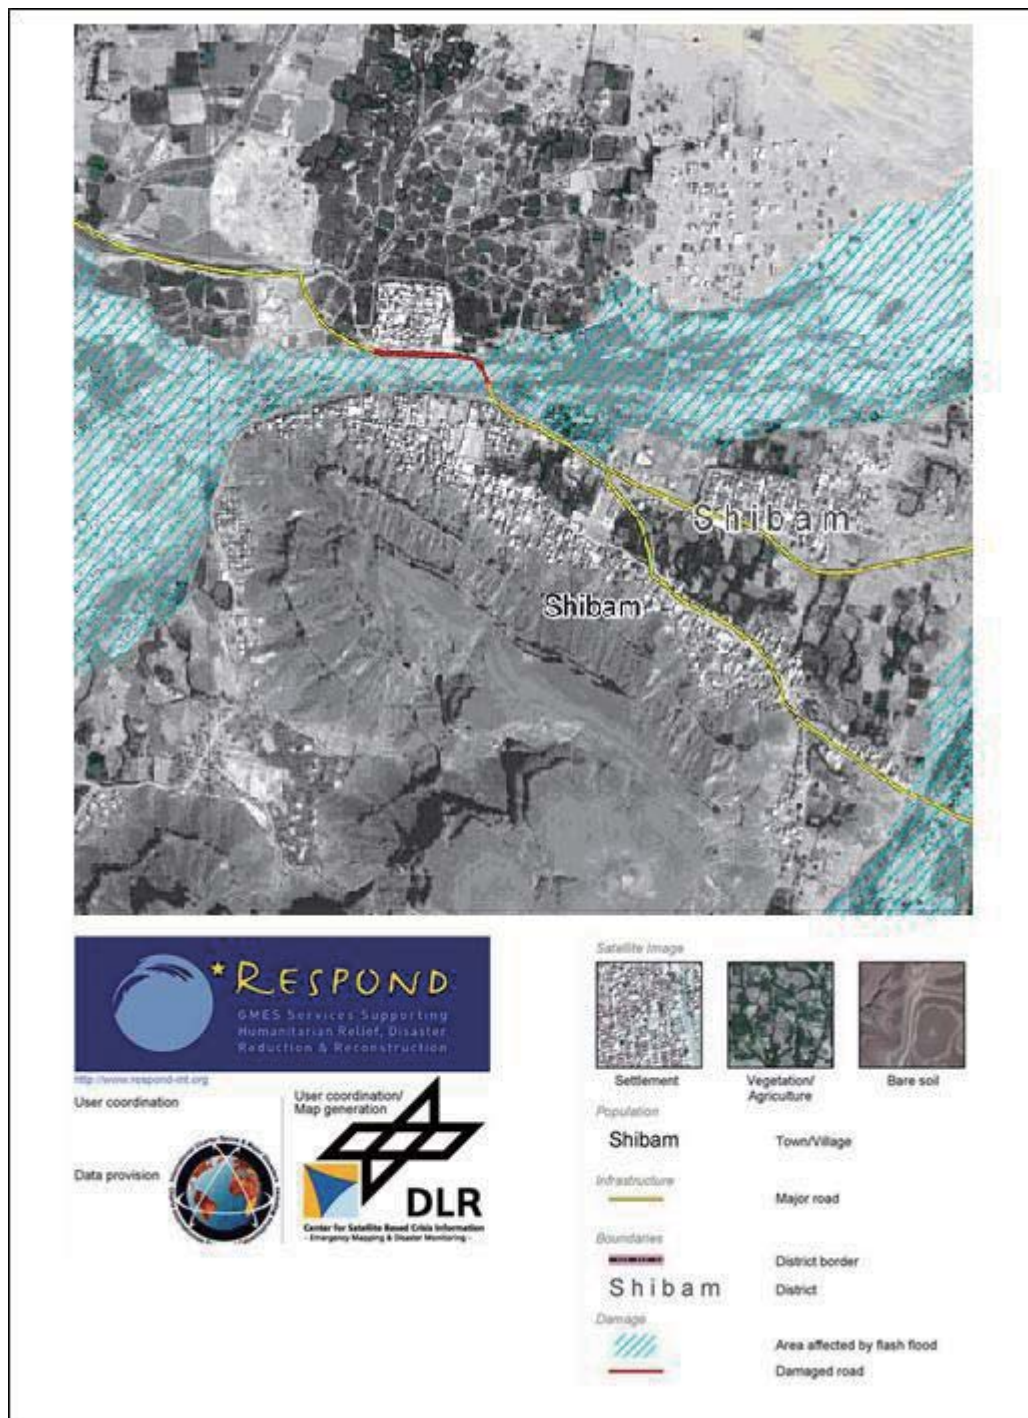 Shibam
Shibam
RESPOND
GMES Services Supporting
Humanitarian Relief, Disaster
Reduction & Reconstruction
http://www.respond-int.org
User coordination
Data provision
User coordination/
Map generation
DLR
Center for Satellite Based Crisis Information
- Emergency Mapping & Disaster Monitoring -
Satellite Image
Settlement
Vegetation/
Agriculture
Bare soil
Population
Shibam
Town/Village
Infrastructure
Major road
Boundaries
District border
Shibam
District
Damage
Area affected by flash flood
Damaged road